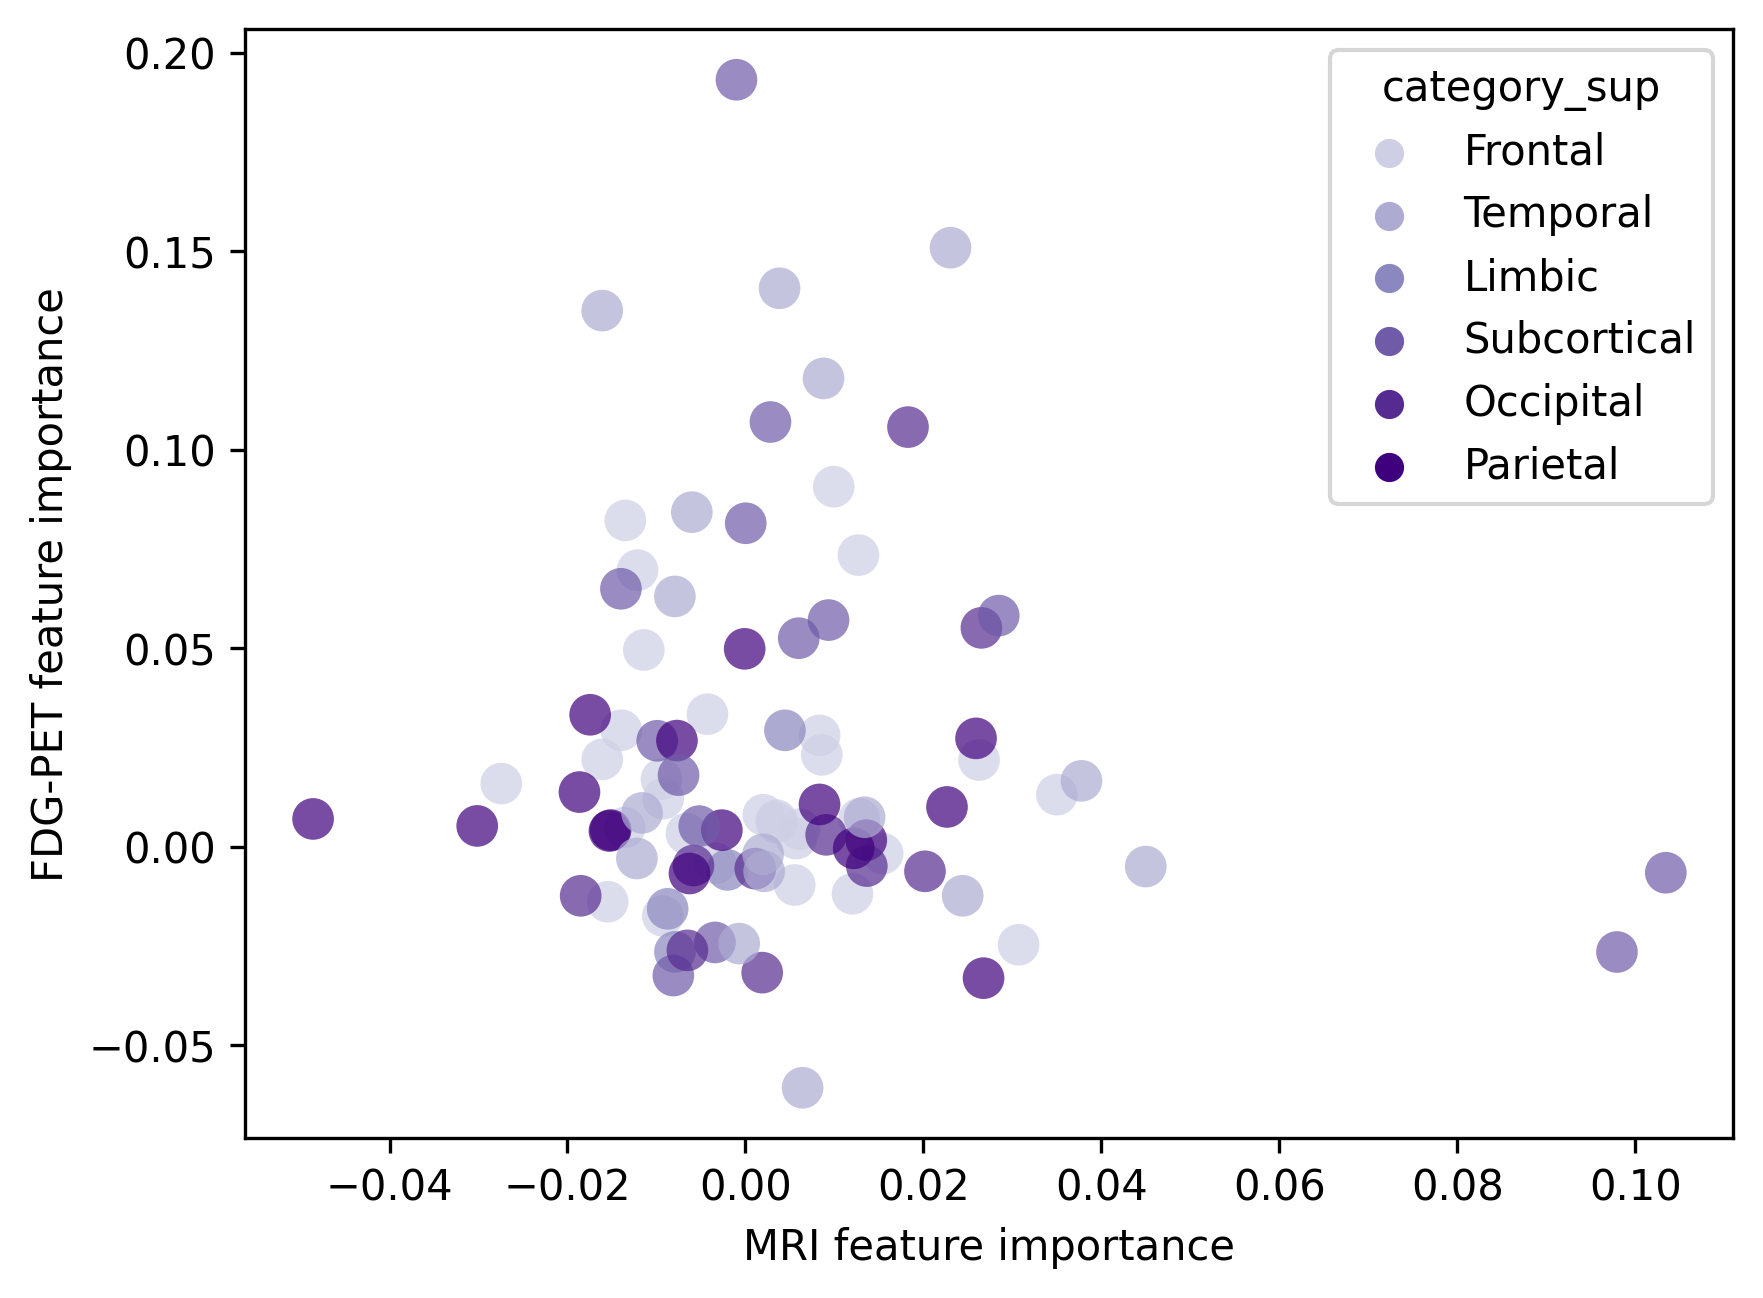 0.20
0.15
0.10
0.05
0.00
−0.05
FDG-PET feature importance
−0.04 −0.02 0.00 0.02 0.04 0.06 0.08 0.10
MRI feature importance
category_sup
Frontal
Temporal
Limbic
Subcortical
Occipital
Parietal